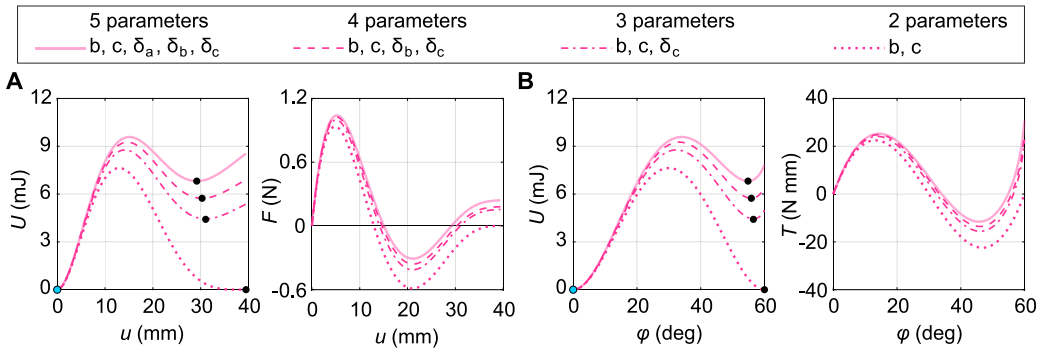 5 parameters 4 parameters 3 parameters 2 parameters
b, c, δa, δb, δc b, c, δb, δc b, c, δc b, c
A
12
9
6
3
0
U (mJ)
0 10 20 30 40
u (mm)
1.2
0.6
0
-0.6
F (N)
0 10 20 30 40
u (mm)
B
12
9
6
3
0
U (mJ)
0 20 40 60
φ (deg)
40
20
0
-20
-40
T (N mm)
0 20 40 60
φ (deg)